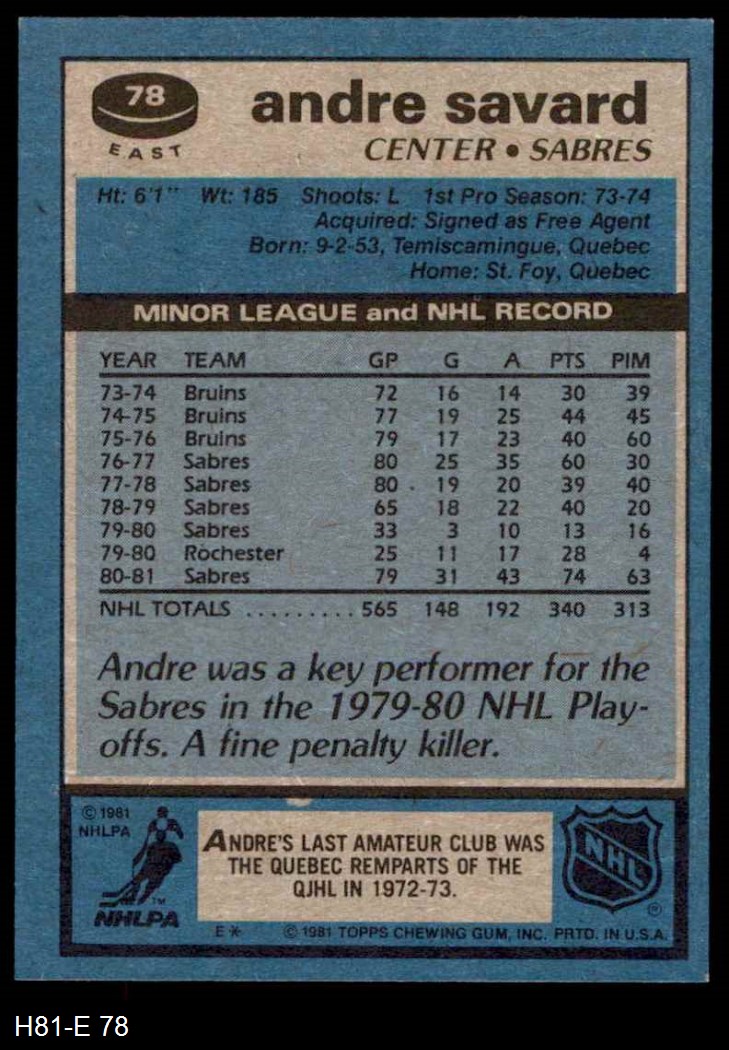 78
EAST
andre savard
CENTER • SABRES
Ht: 6'1" Wt: 185 Shoots: L 1st Pro Season: 73-74
Acquired: Signed as Free Agent
Born: 9-2-53, Temiscamingue, Quebec
Home: St. Foy, Quebec
MINOR LEAGUE and NHL RECORD
YEAR TEAM GP G A PTS PIM
73-74 Bruins 72 16 14 30 39
74-75 Bruins 77 19 25 44 45
75-76 Bruins 79 17 23 40 60
76-77 Sabres 80 25 35 60 30
77-78 Sabres 80 19 20 39 40
78-79 Sabres 65 18 22 40 20
79-80 Sabres 33 3 10 13 16
79-80 Rochester 25 11 17 28 4
80-81 Sabres 79 31 43 74 63
NHL TOTALS ......... 565 148 192 340 313
Andre was a key performer for the
Sabres in the 1979-80 NHL Play-
offs. A fine penalty killer.
© 1981
NHLPA
TM
NHLPA
ANDRE'S LAST AMATEUR CLUB WAS
THE QUEBEC REMPARTS OF THE
QJHL IN 1972-73.
NHL
®
E* © 1981 TOPPS CHEWING GUM, INC. PRTD. IN U.S.A.
H81-E 78